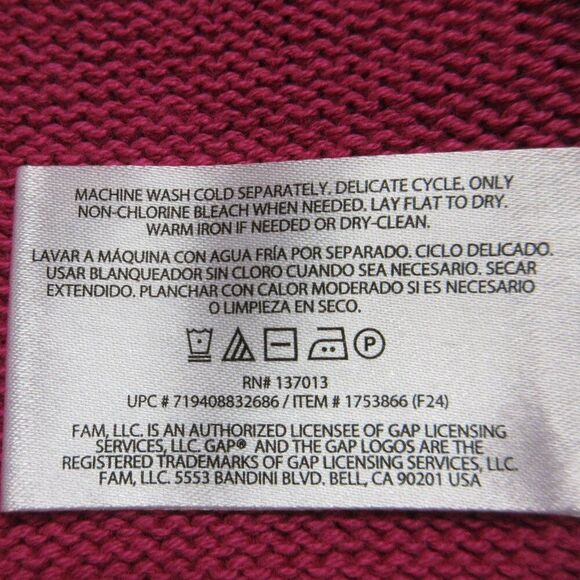 MACHINE WASH COLD SEPARATELY. DELICATE CYCLE. ONLY
NON-CHLORINE BLEACH WHEN NEEDED. LAY FLAT TO DRY.
WARM IRON IF NEEDED OR DRY-CLEAN.
LAVAR A MÁQUINA CON AGUA FRÍA POR SEPARADO. CICLO DELICADO.
USAR BLANQUEADOR SIN CLORO CUANDO SEA NECESARIO. SECAR
EXTENDIDO. PLANCHAR CON CALOR MODERADO SI ES NECESARIO
O LIMPIEZA EN SECO.
P
RN# 137013
UPC # 719408832686 / ITEM # 1753866 (F24)
FAM, LLC. IS AN AUTHORIZED LICENSEE OF GAP LICENSING
SERVICES, LLC. GAP® AND THE GAP LOGOS ARE THE
REGISTERED TRADEMARKS OF GAP LICENSING SERVICES, LLC.
FAM, LLC. 5553 BANDINI BLVD. BELL, CA 90201 USA